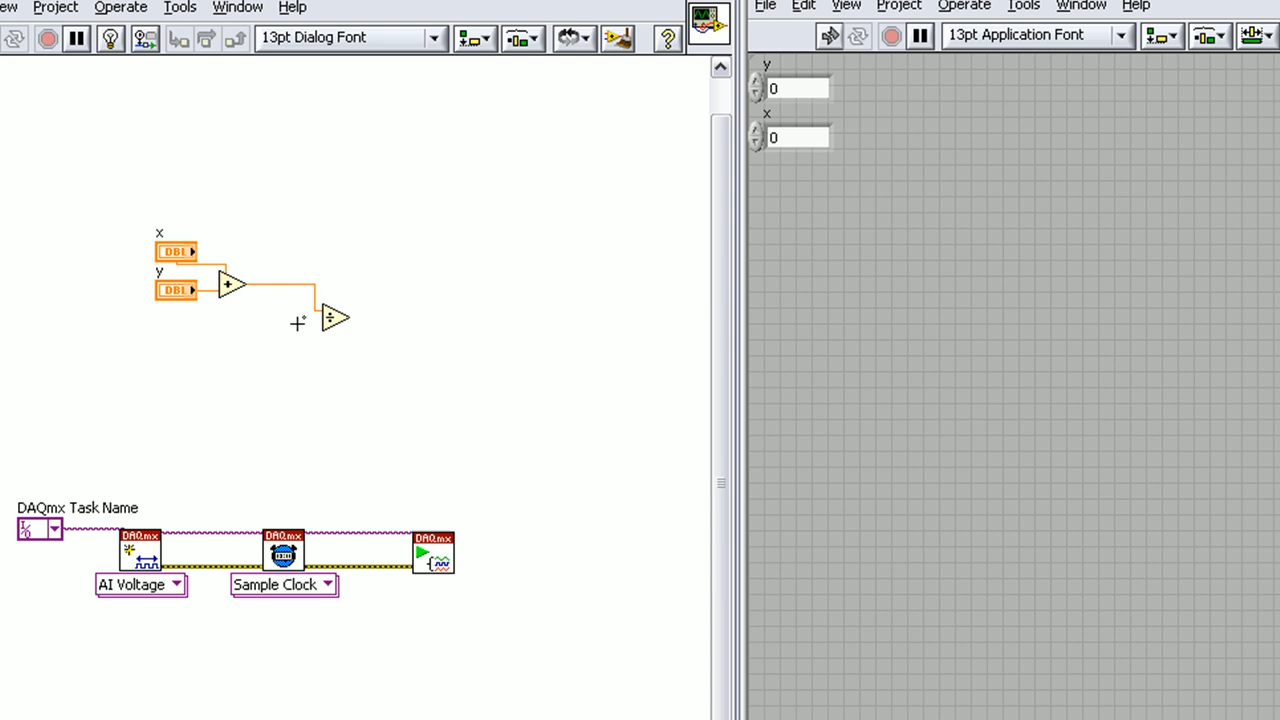 ew Project Operate Tools Window Help
13pt Dialog Font
?
File Edit View Project Operate Tools Window Help
13pt Application Font
y
0
x
0
x
DBL
y
DBL
+
÷
DAQmx Task Name
I/O
DAQmx
DAQmx
DAQmx
AI Voltage
Sample Clock